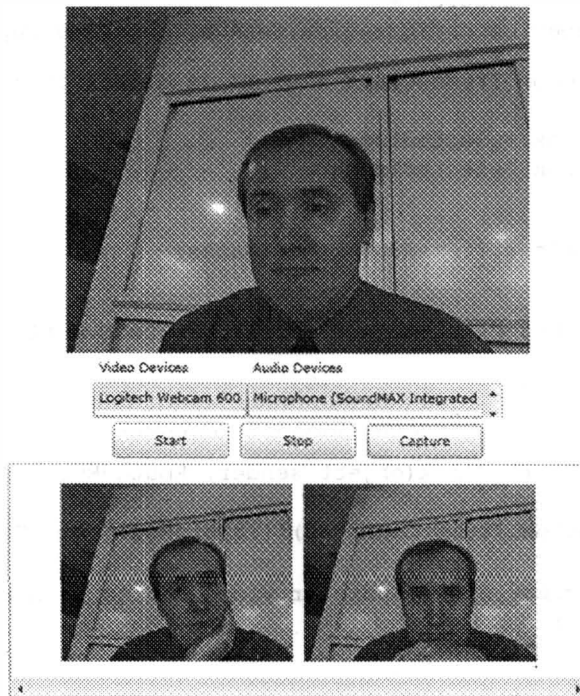 Video Devices Audio Devices
Logitech Webcam 600 Microphone (SoundMAX Integrated
Start Stop Capture